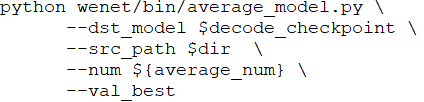 python wenet/bin/average_model.py \
--dst_model $decode_checkpoint \
--src_path $dir  \
--num ${average_num} \
--val_best